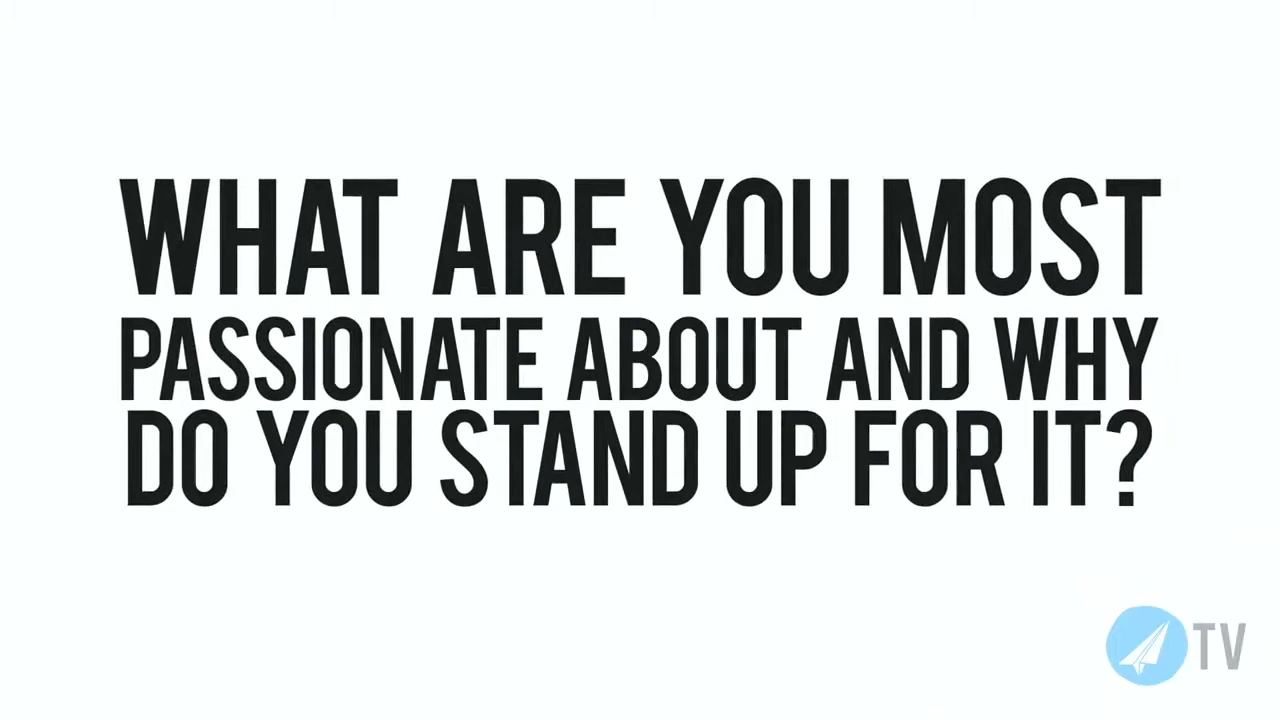 WHAT ARE YOU MOST
PASSIONATE ABOUT AND WHY
DO YOU STAND UP FOR IT?
TV